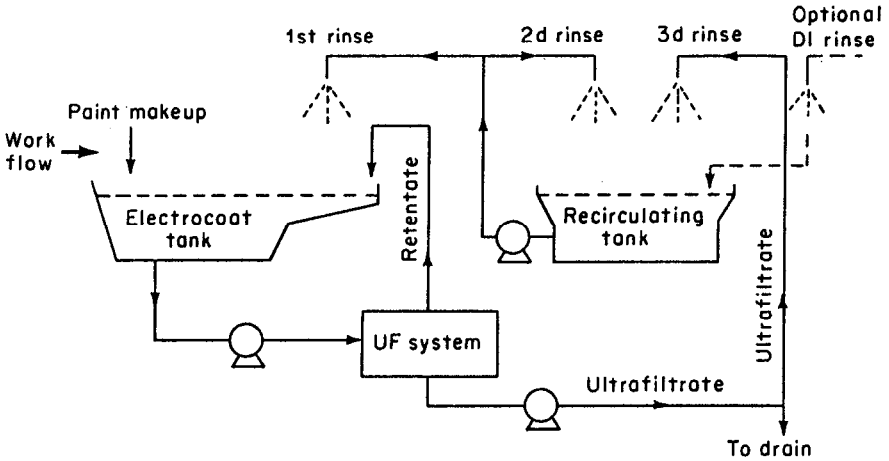 Optional
DI rinse
1st rinse
2d rinse
3d rinse
Paint makeup
Work
flow
Electrocoat
tank
Retentate
Recirculating
tank
Ultrafiltrate
UF system
Ultrafiltrate
To drain